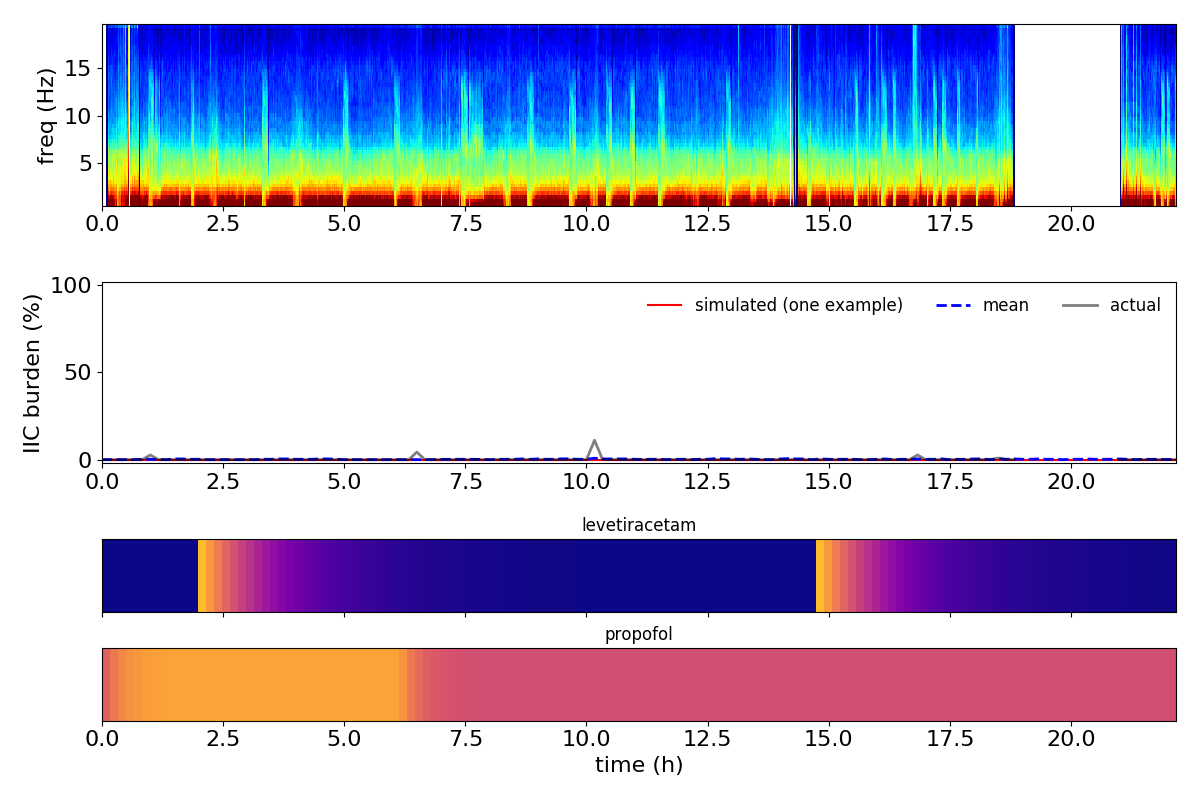 freq (Hz)
15
10
5
0.0 2.5 5.0 7.5 10.0 12.5 15.0 17.5 20.0
IIC burden (%)
100
50
0
simulated (one example) mean actual
0.0 2.5 5.0 7.5 10.0 12.5 15.0 17.5 20.0
levetiracetam
propofol
0.0 2.5 5.0 7.5 10.0 12.5 15.0 17.5 20.0
time (h)